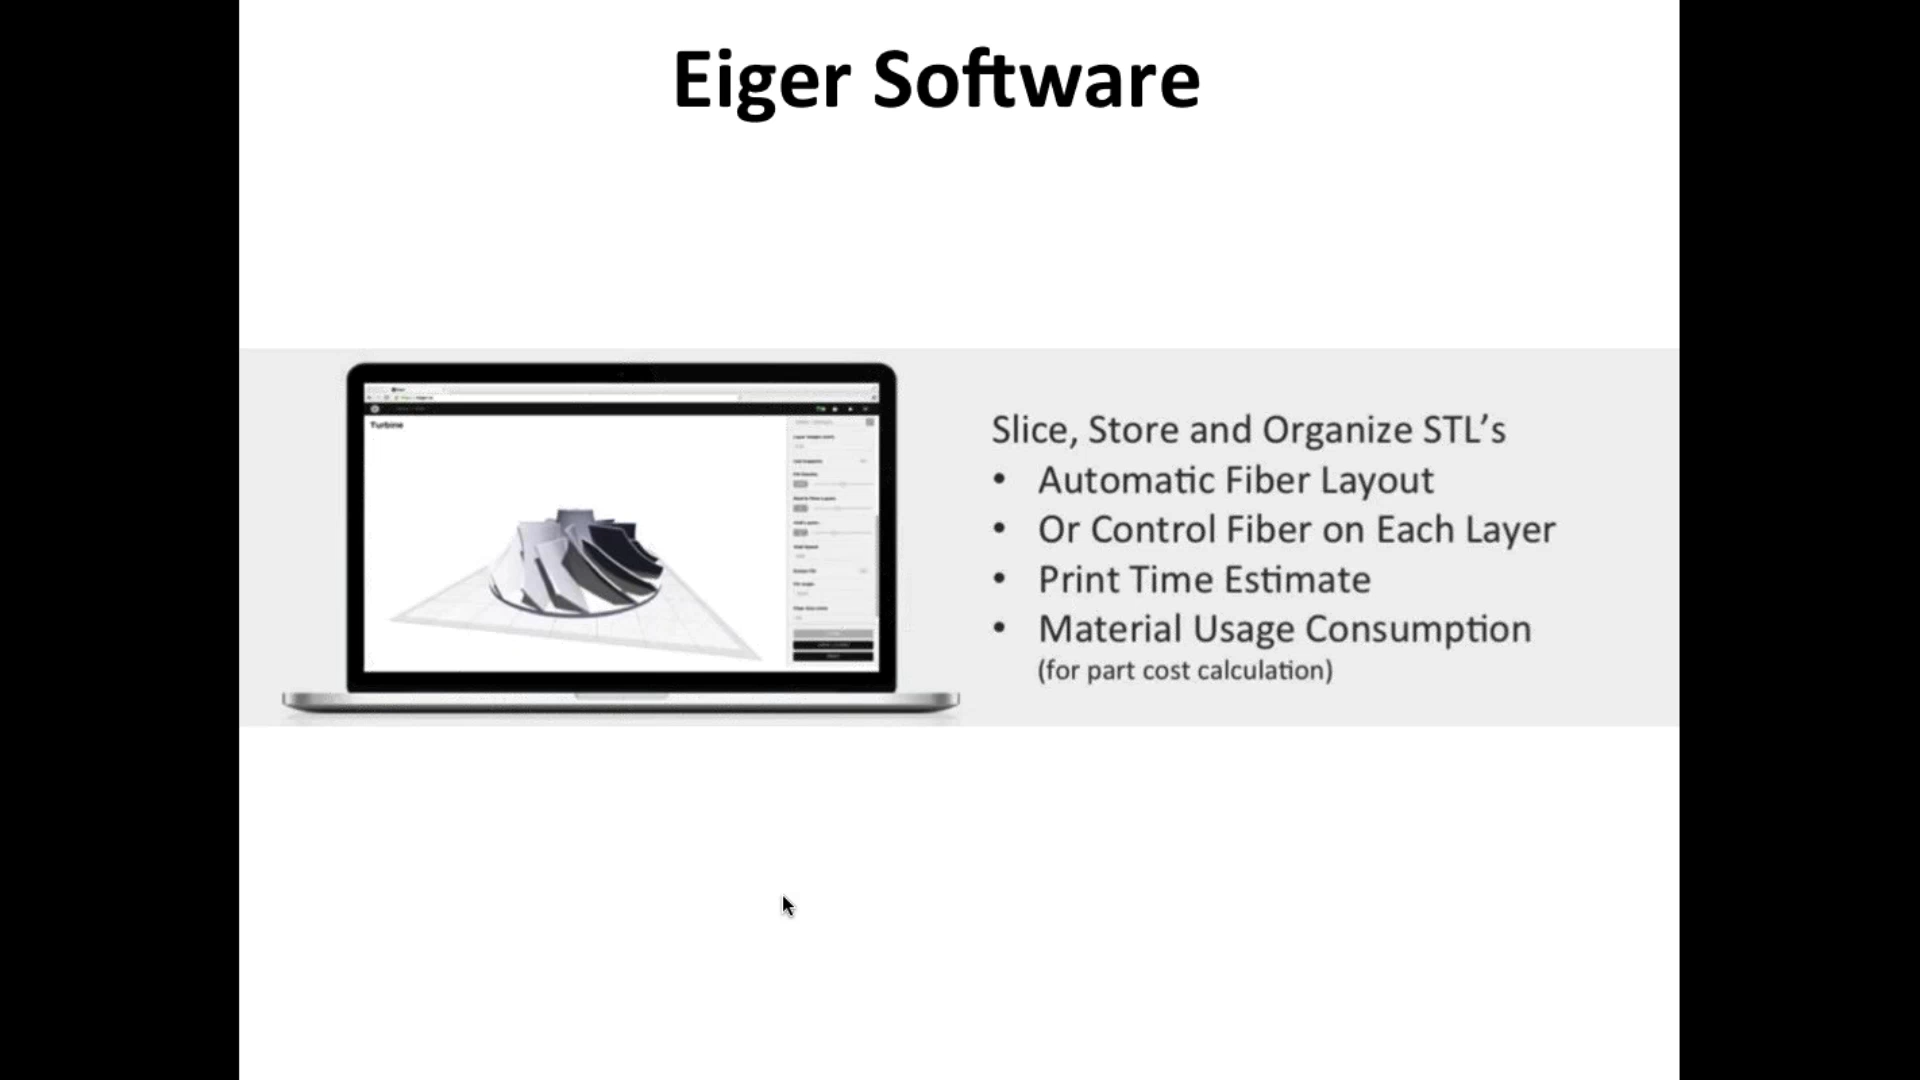 Eiger Software
Turbine
Slice, Store and Organize STL’s
• Automatic Fiber Layout
• Or Control Fiber on Each Layer
• Print Time Estimate
• Material Usage Consumption
(for part cost calculation)